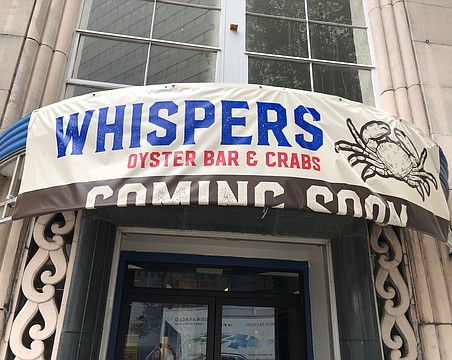 WHISPERS
OYSTER BAR & CRABS
COMING SOON